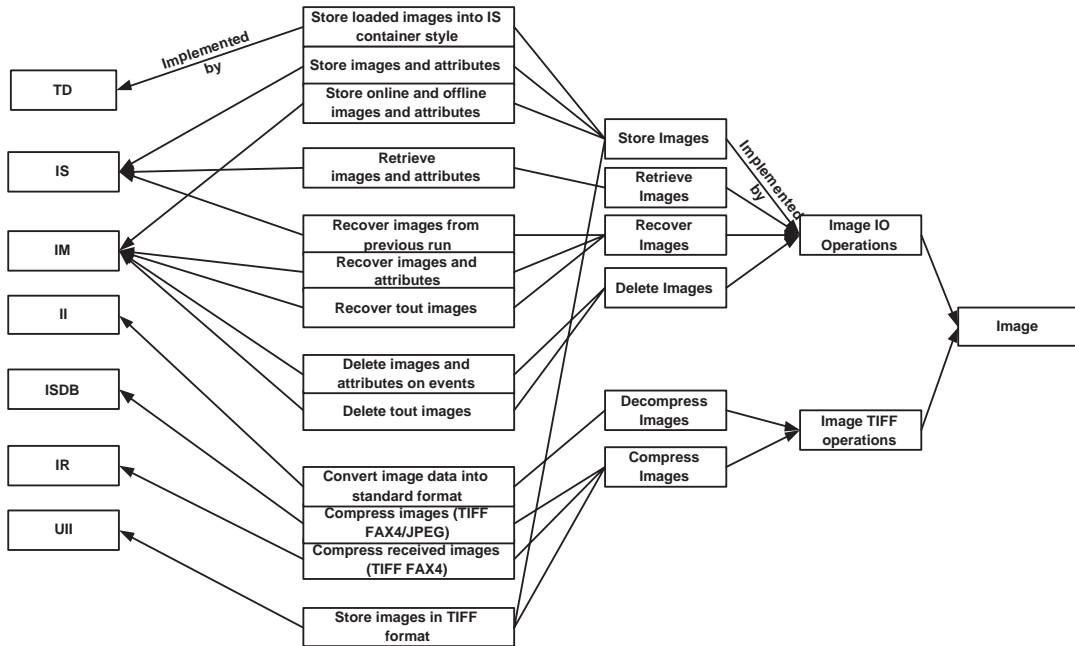 TD
IS
IM
II
ISDB
IR
UII
Implemented
by
Store loaded images into IS
container style
Store images and attributes
Store online and offline
images and attributes
Retrieve
images and attributes
Recover images from
previous run
Recover images and
attributes
Recover tout images
Delete images and
attributes on events
Delete tout images
Convert image data into
standard format
Compress images (TIFF
FAX4/JPEG)
Compress received images
(TIFF FAX4)
Store images in TIFF
format
Store Images
Retrieve
Images
Recover
Images
Delete Images
Decompress
Images
Compress
Images
Implemented
by
Image IO
Operations
Image TIFF
operations
Image